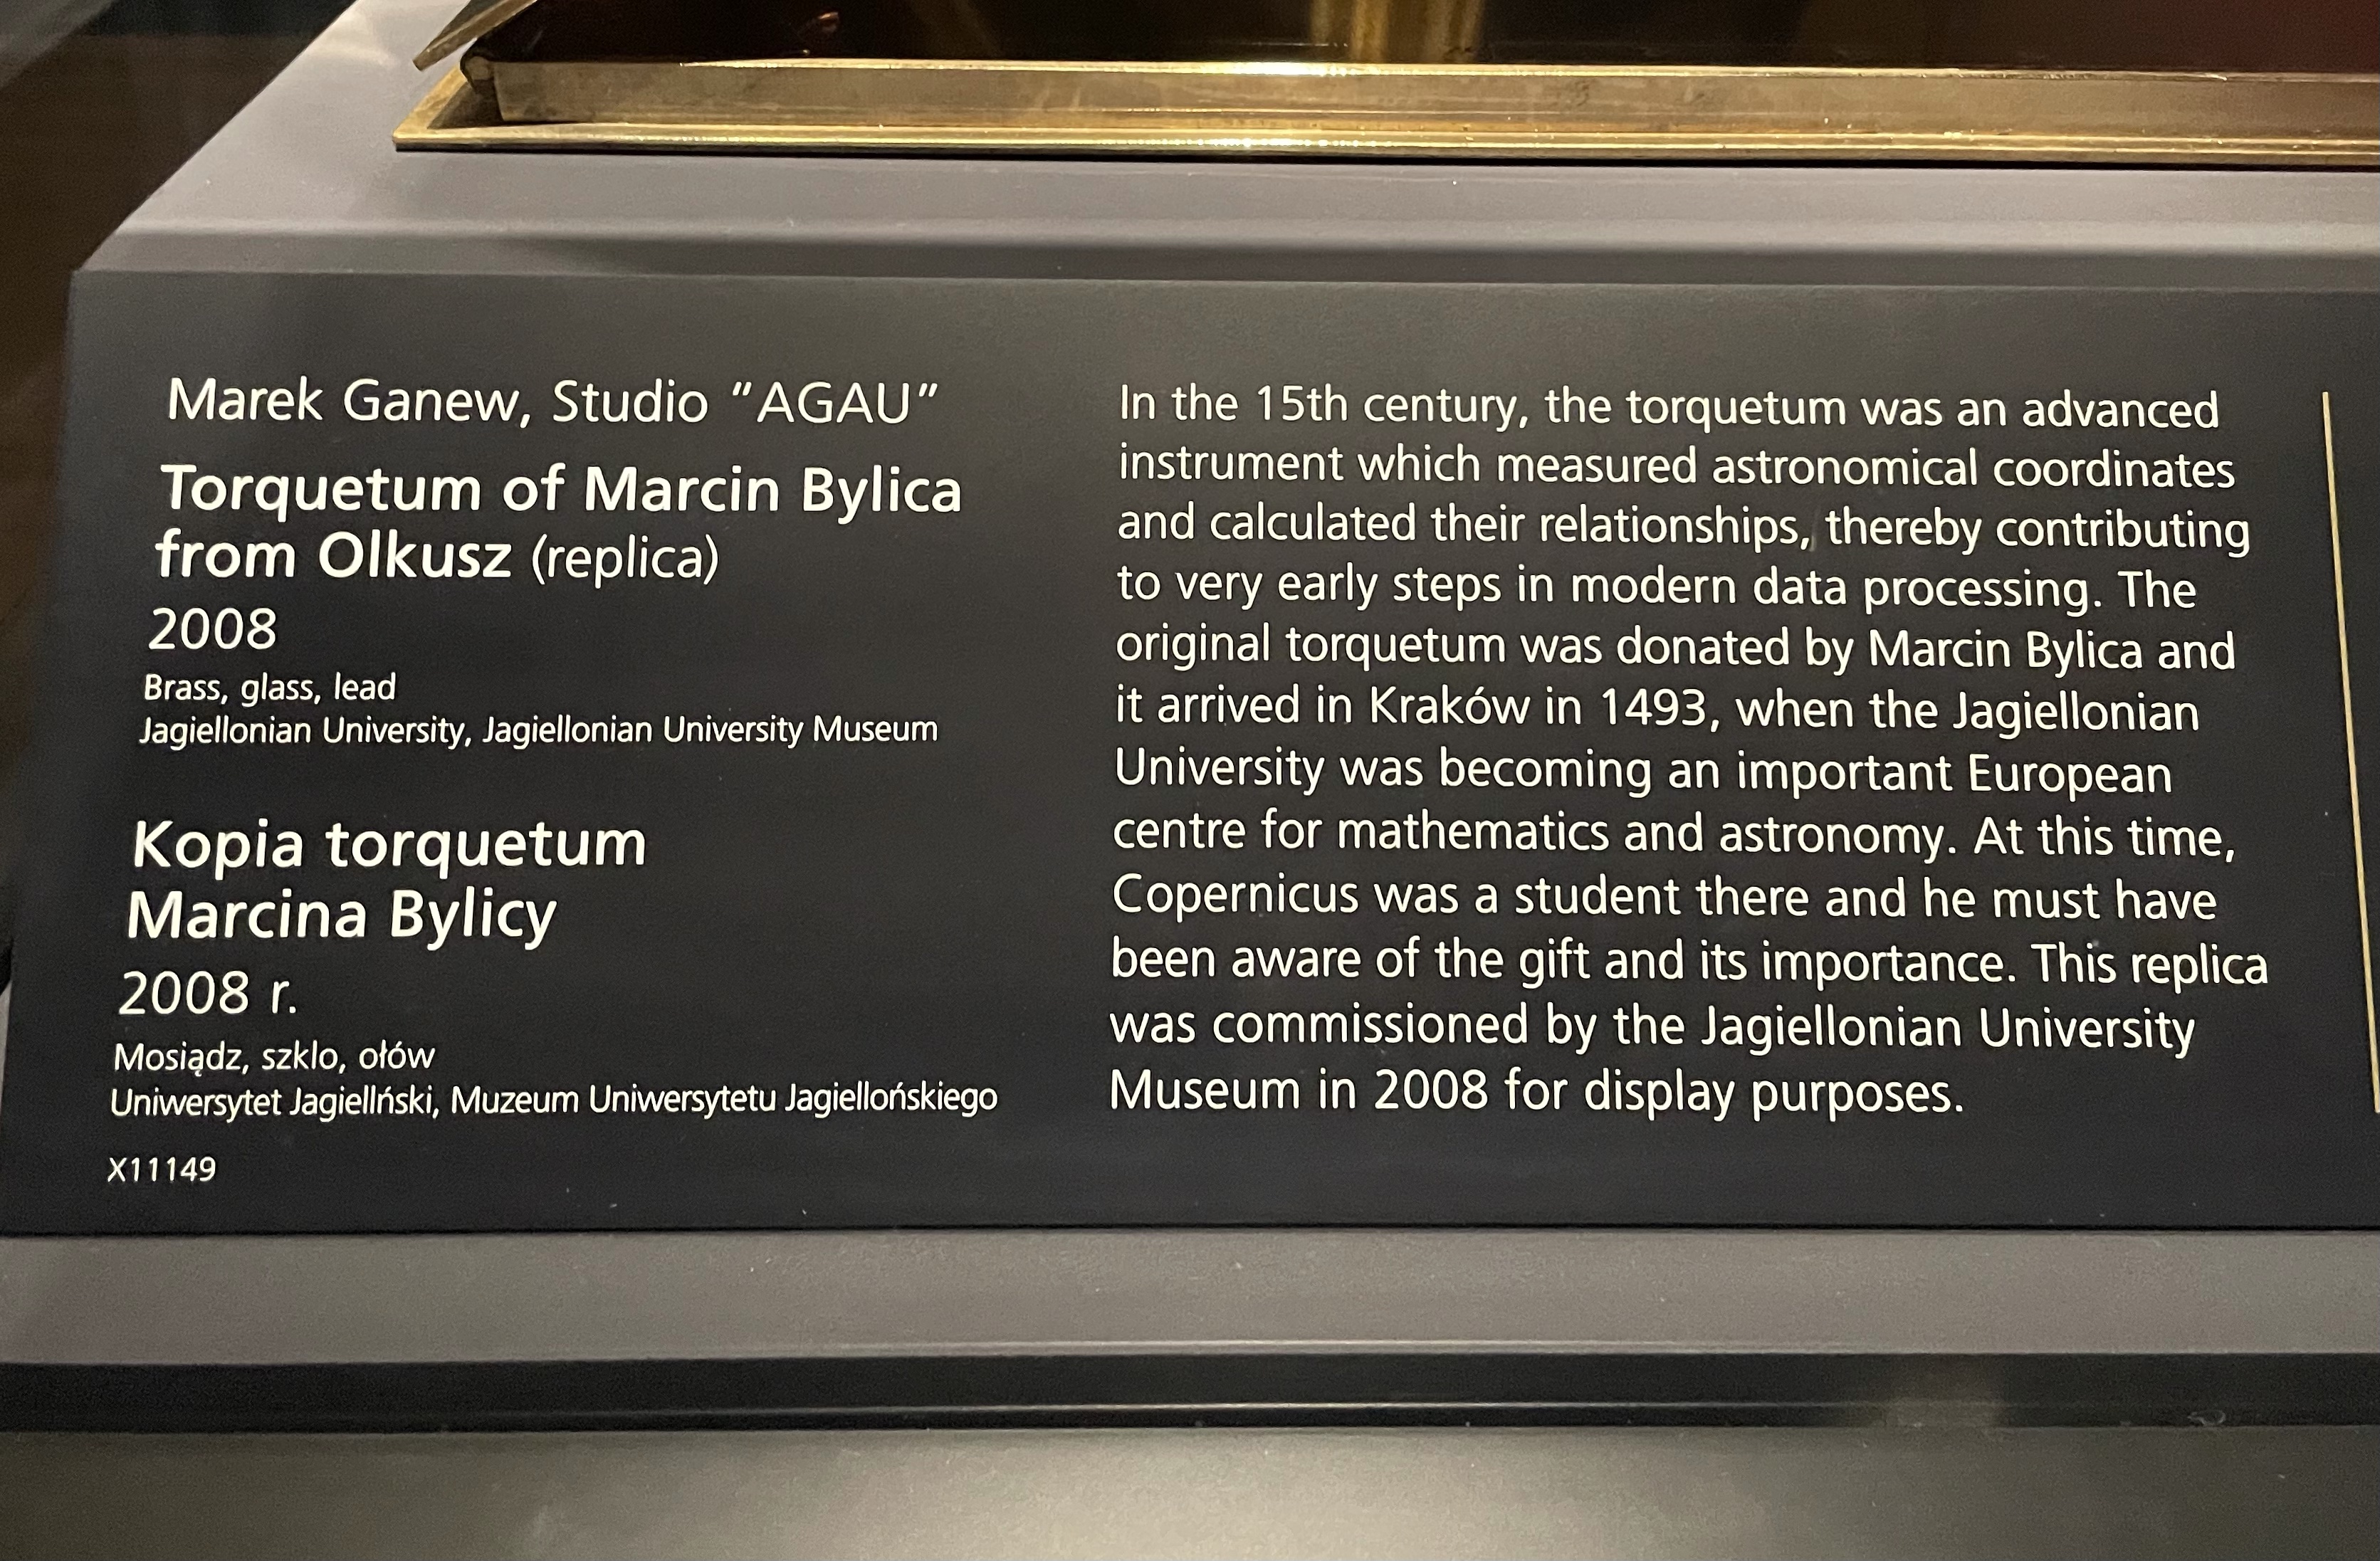 Marek Ganew, Studio "AGAU"
Torquetum of Marcin Bylica
from Olkusz (replica)
2008
Brass, glass, lead
Jagiellonian University, Jagiellonian University Museum
Kopia torquetum
Marcina Bylicy
2008 r.
Mosiądz, szklo, ołów
Uniwersytet Jagiellński, Muzeum Uniwersytetu Jagiellońskiego
X11149
In the 15th century, the torquetum was an advanced
instrument which measured astronomical coordinates
and calculated their relationships, thereby contributing
to very early steps in modern data processing. The
original torquetum was donated by Marcin Bylica and
it arrived in Kraków in 1493, when the Jagiellonian
University was becoming an important European
centre for mathematics and astronomy. At this time,
Copernicus was a student there and he must have
been aware of the gift and its importance. This replica
was commissioned by the Jagiellonian University
Museum in 2008 for display purposes.